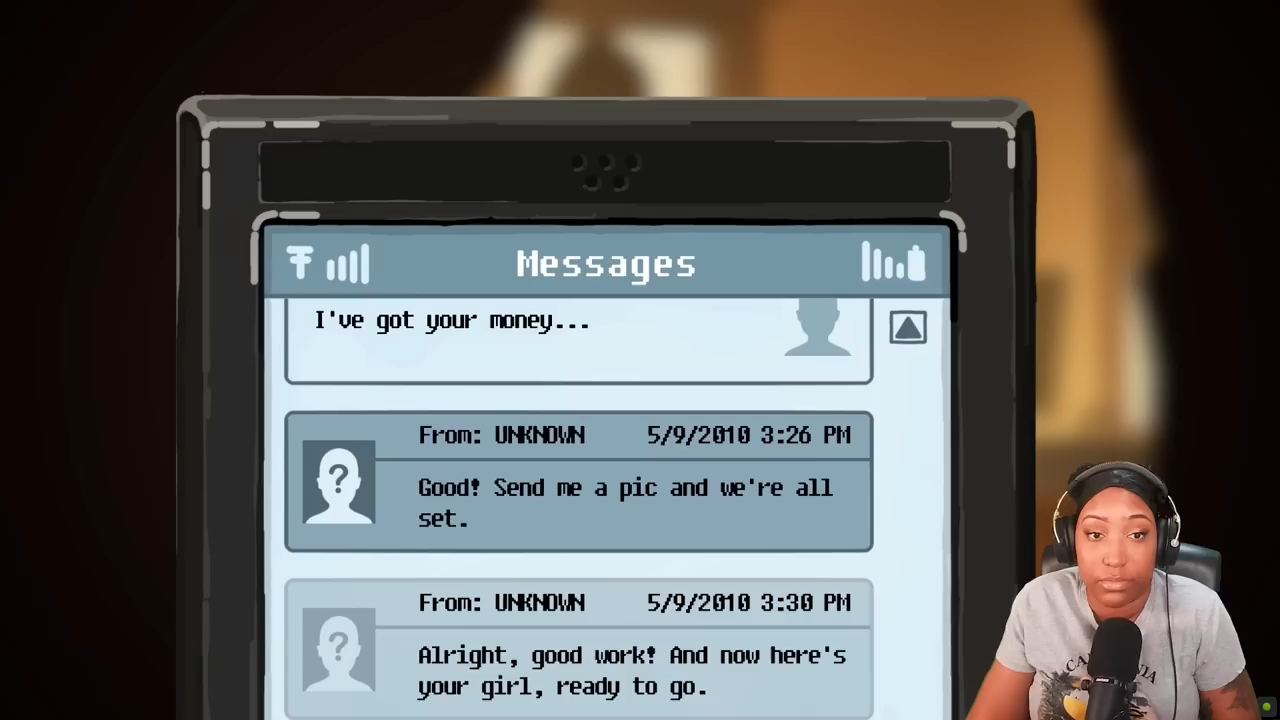 Messages
I've got your money...
From: UNKNOWN 5/9/2010 3:26 PM
Good! Send me a pic and we're all
set.
From: UNKNOWN 5/9/2010 3:30 PM
Alright, good work! And now here's
your girl, ready to go.